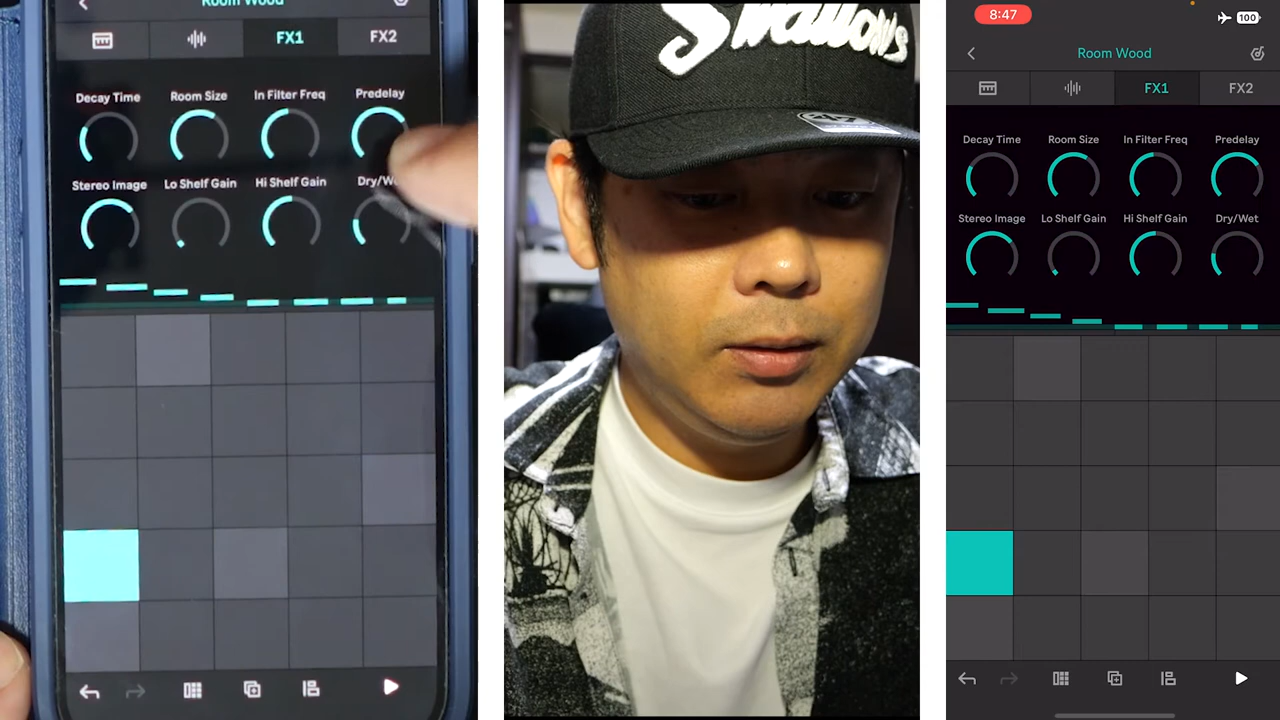 Room Wood
FX1
FX2
Decay Time
Room Size
In Filter Freq
Predelay
Stereo Image
Lo Shelf Gain
Hi Shelf Gain
Swallows
'47
8:47
100
Room Wood
FX1
FX2
Decay Time
Room Size
In Filter Freq
Predelay
Stereo Image
Lo Shelf Gain
Hi Shelf Gain
Dry/Wet